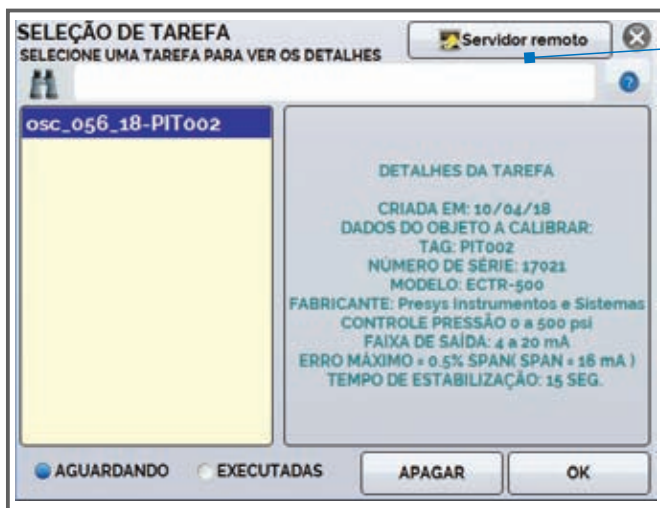 SELEÇÃO DE TAREFA
SELECIONE UMA TAREFA PARA VER OS DETALHES
Servidor remoto
?
osc_056_18-PIT002
DETALHES DA TAREFA
CRIADA EM: 10/04/18
DADOS DO OBJETO A CALIBRAR:
TAG: PIT002
NÚMERO DE SÉRIE: 17021
MODELO: ECTR-500
FABRICANTE: Presys Instrumentos e Sistemas
CONTROLE PRESSÃO 0 a 500 psi
FAIXA DE SAÍDA: 4 a 20 mA
ERRO MÁXIMO = 0.5% SPAN( SPAN = 16 mA )
TEMPO DE ESTABILIZAÇÃO: 15 SEG.
AGUARDANDO
EXECUTADAS
APAGAR
OK